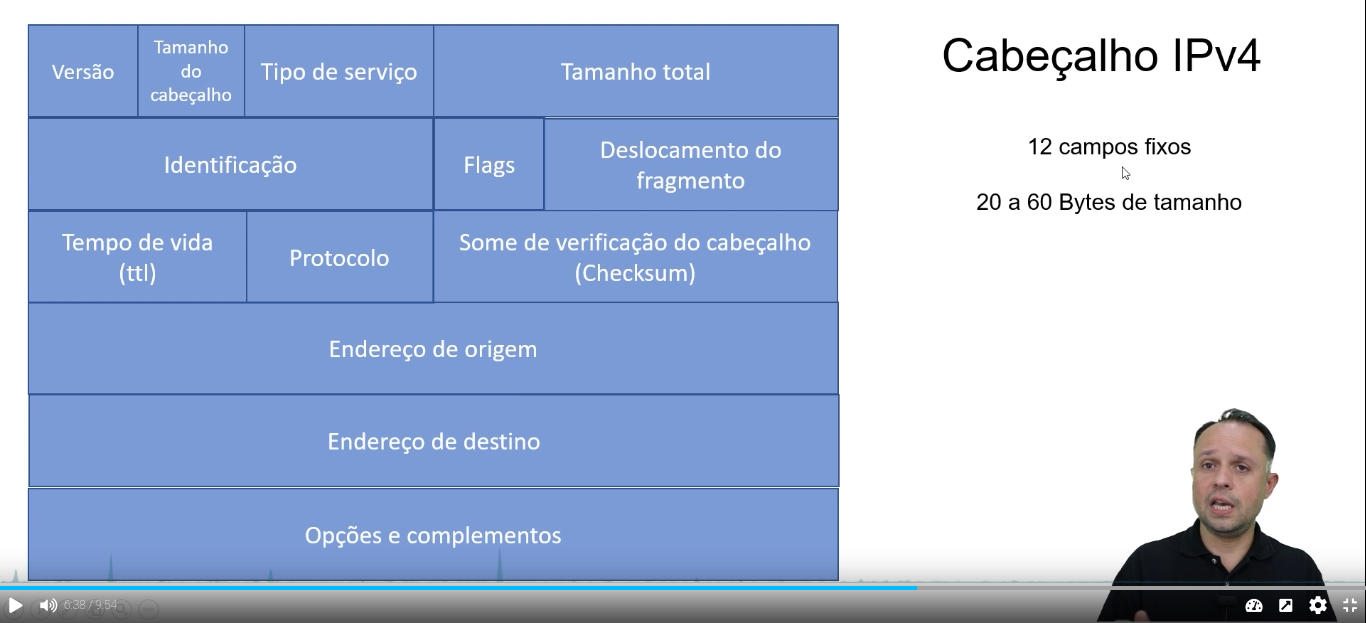 Cabeçalho IPv4
12 campos fixos
20 a 60 Bytes de tamanho
Versão
Tamanho
do
cabeçalho
Tipo de serviço
Tamanho total
Identificação
Flags
Deslocamento do
fragmento
Tempo de vida
(ttl)
Protocolo
Some de verificação do cabeçalho
(Checksum)
Endereço de origem
Endereço de destino
Opções e complementos
6:38 / 9:54